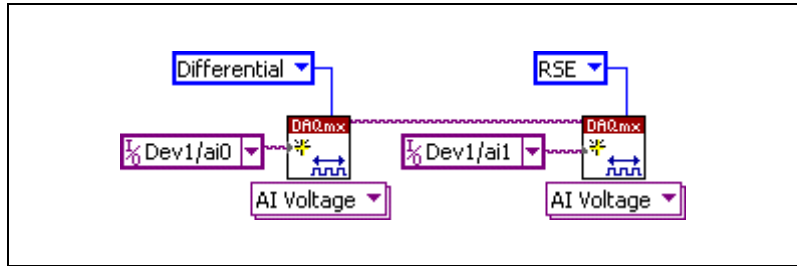 Differential
RSE
DAQmx
DAQmx
I/O Dev1/ai0
I/O Dev1/ai1
AI Voltage
AI Voltage